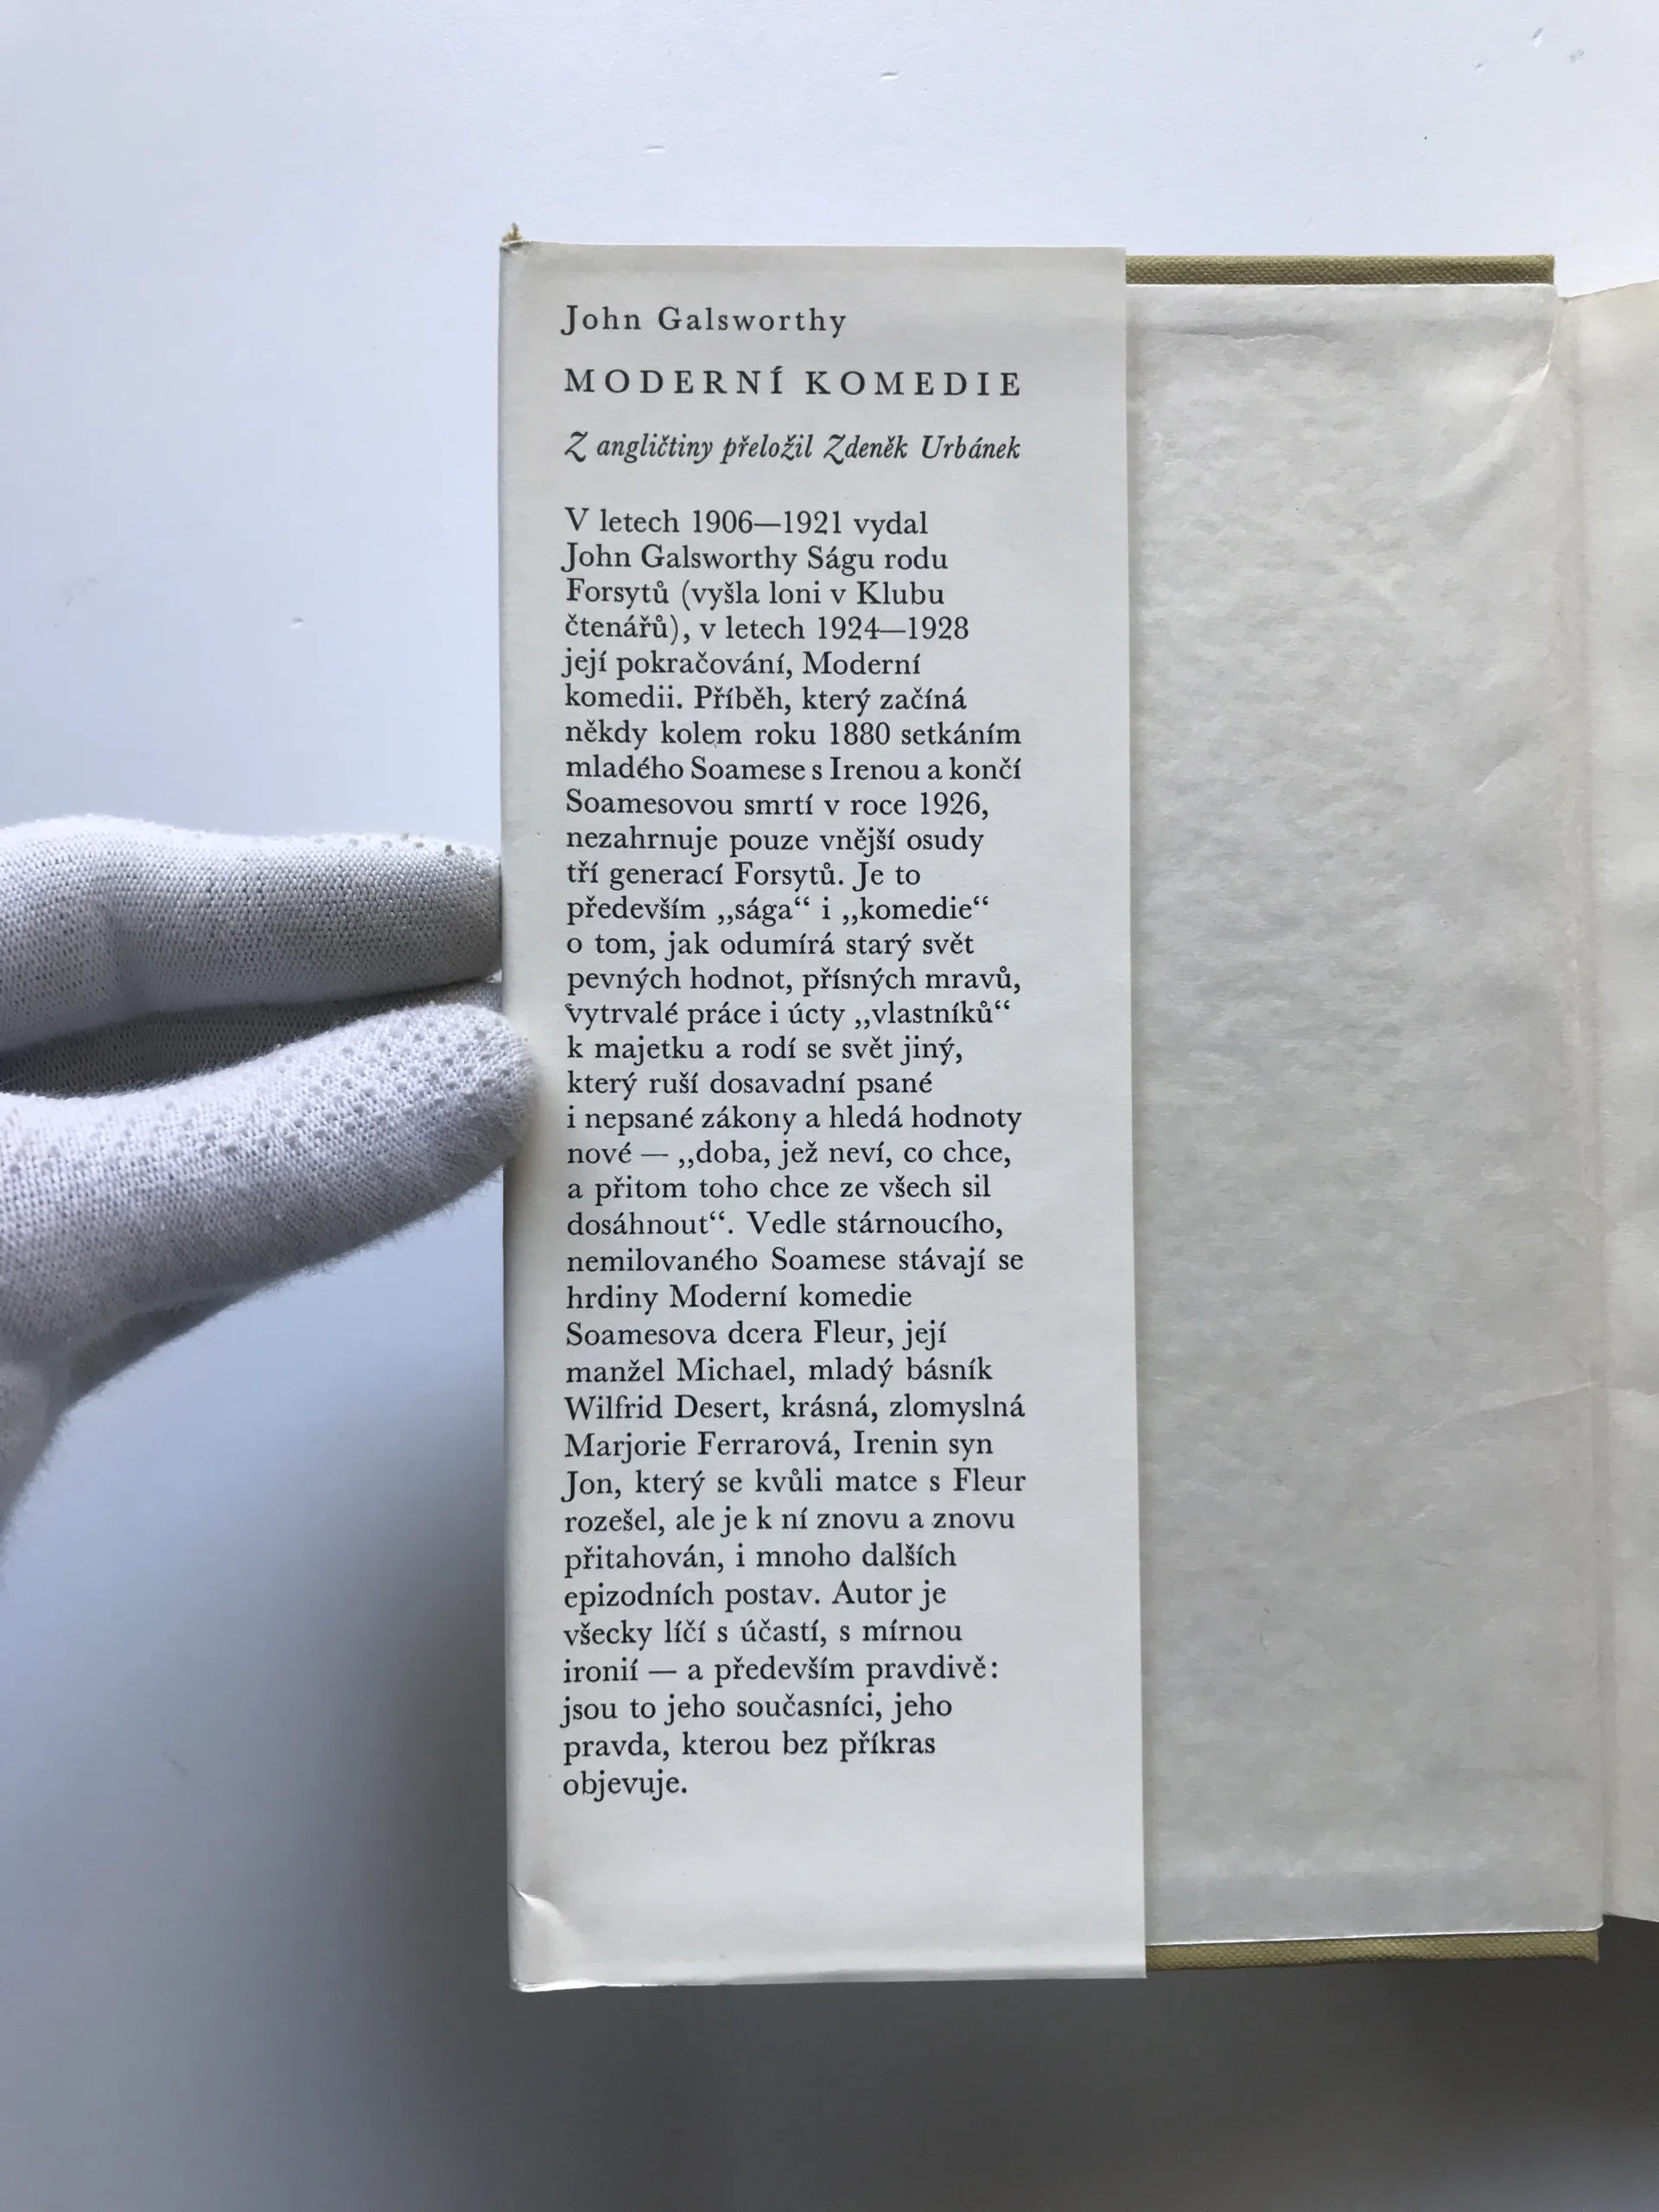 John Galsworthy
MODERNÍ KOMEDIE
Z angličtiny přeložil Zdeněk Urbánek
V letech 1906—1921 vydal
John Galsworthy Ságu rodu
Forsytů (vyšla loni v Klubu
čtenářů), v letech 1924—1928
její pokračování, Moderní
komedii. Příběh, který začíná
někdy kolem roku 1880 setkáním
mladého Soamese s Irenou a končí
Soamesovou smrtí v roce 1926,
nezahrnuje pouze vnější osudy
tří generací Forsytů. Je to
především „sága“ i „komedie“
o tom, jak odumírá starý svět
pevných hodnot, přísných mravů,
vytrvalé práce i úcty „vlastníků“
k majetku a rodí se svět jiný,
který ruší dosavadní psané
i nepsané zákony a hledá hodnoty
nové — „doba, jež neví, co chce,
a přitom toho chce ze všech sil
dosáhnout“. Vedle stárnoucího,
nemilovaného Soamese stávají se
hrdiny Moderní komedie
Soamesova dcera Fleur, její
manžel Michael, mladý básník
Wilfrid Desert, krásná, zlomyslná
Marjorie Ferrarová, Irenin syn
Jon, který se kvůli matce s Fleur
rozešel, ale je k ní znovu a znovu
přitahován, i mnoho dalších
epizodních postav. Autor je
všecky líčí s účastí, s mírnou
ironií — a především pravdivě:
jsou to jeho současníci, jeho
pravda, kterou bez příkras
objevuje.